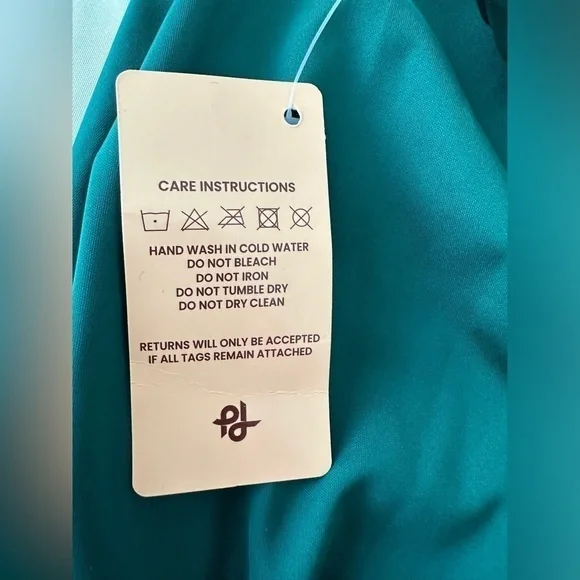 CARE INSTRUCTIONS
HAND WASH IN COLD WATER
DO NOT BLEACH
DO NOT IRON
DO NOT TUMBLE DRY
DO NOT DRY CLEAN
RETURNS WILL ONLY BE ACCEPTED
IF ALL TAGS REMAIN ATTACHED